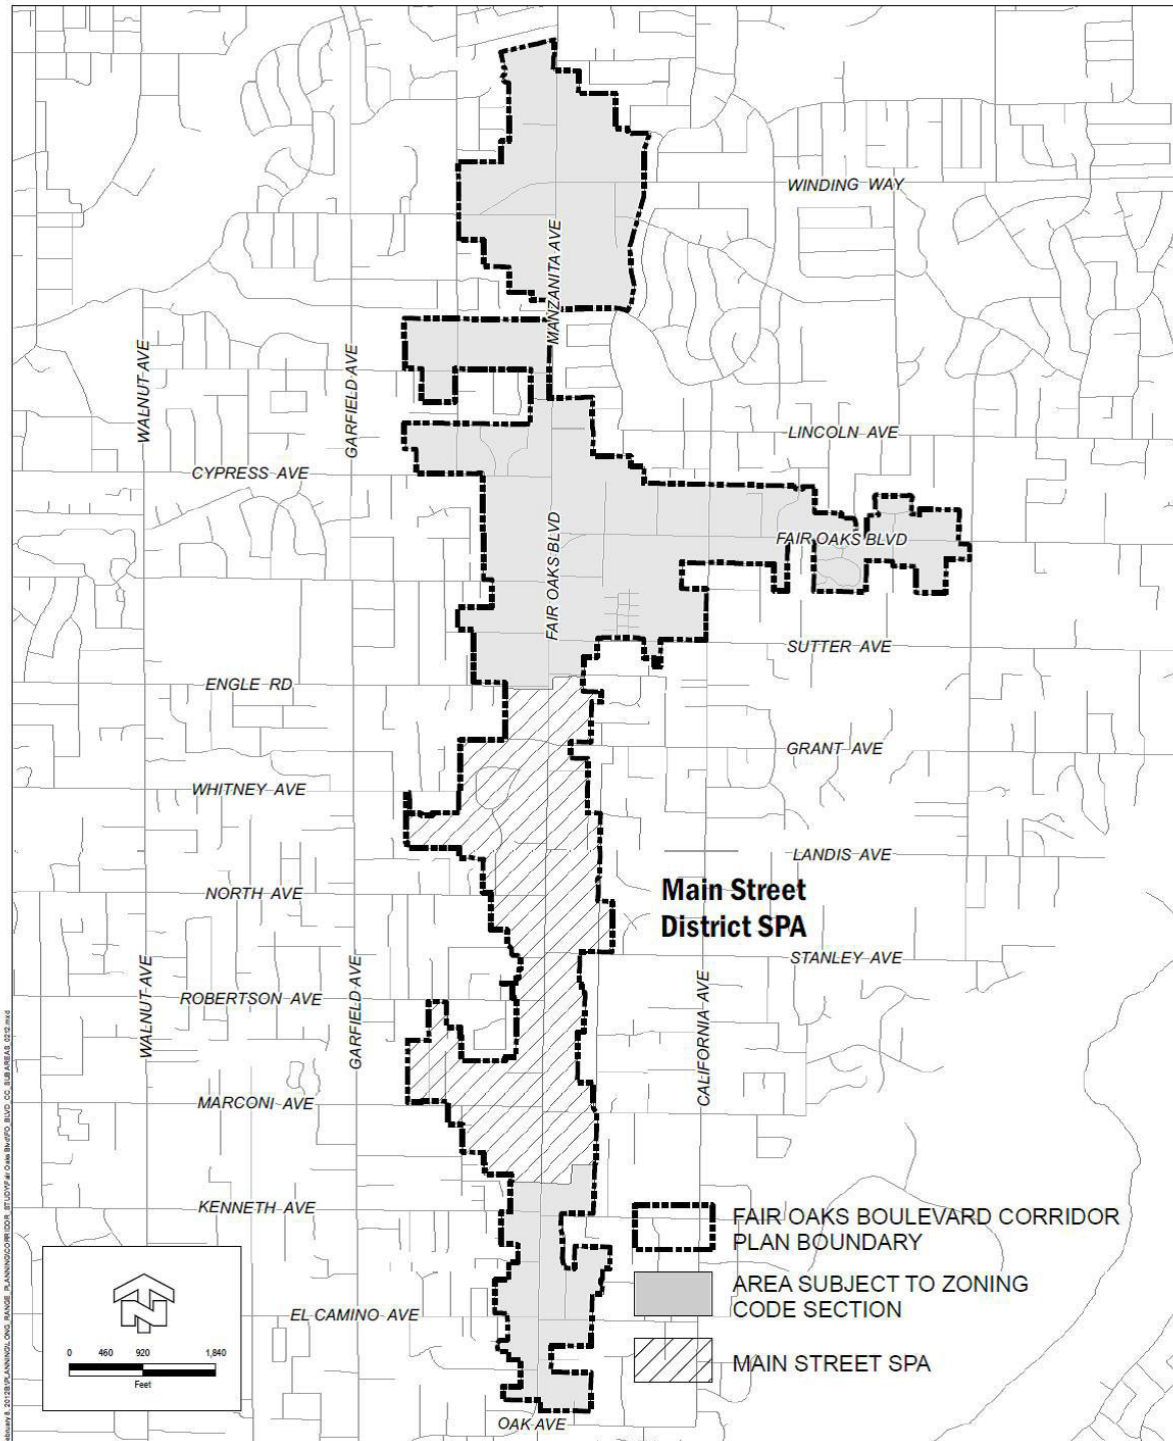 WINDING WAY
MANZANITA AVE
WALNUT AVE
GARFIELD AVE
LINCOLN AVE
CYPRESS AVE
FAIR OAKS BLVD
FAIR OAKS BLVD
SUTTER AVE
ENGLE RD
GRANT AVE
WHITNEY AVE
LANDIS AVE
NORTH AVE
Main Street
District SPA
STANLEY AVE
WALNUT AVE
GARFIELD AVE
ROBERTSON AVE
CALIFORNIA AVE
MARCONI AVE
KENNETH AVE
FAIR OAKS BOULEVARD CORRIDOR
PLAN BOUNDARY
AREA SUBJECT TO ZONING
CODE SECTION
EL CAMINO AVE
MAIN STREET SPA
0 460 920 1,840
Feet
OAK AVE